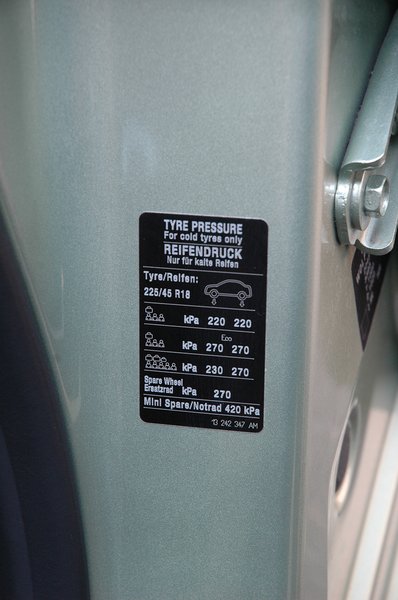 TYRE PRESSURE
For cold tyres only
REIFENDRUCK
Nur für kalte Reifen
Tyre/Reifen:
225/45 R18
kPa 220 220
Eco
kPa 270 270
kPa 230 270
Spare Wheel
Ersatzrad kPa 270
Mini Spare/Notrad 420 kPa
13 242 347 AM